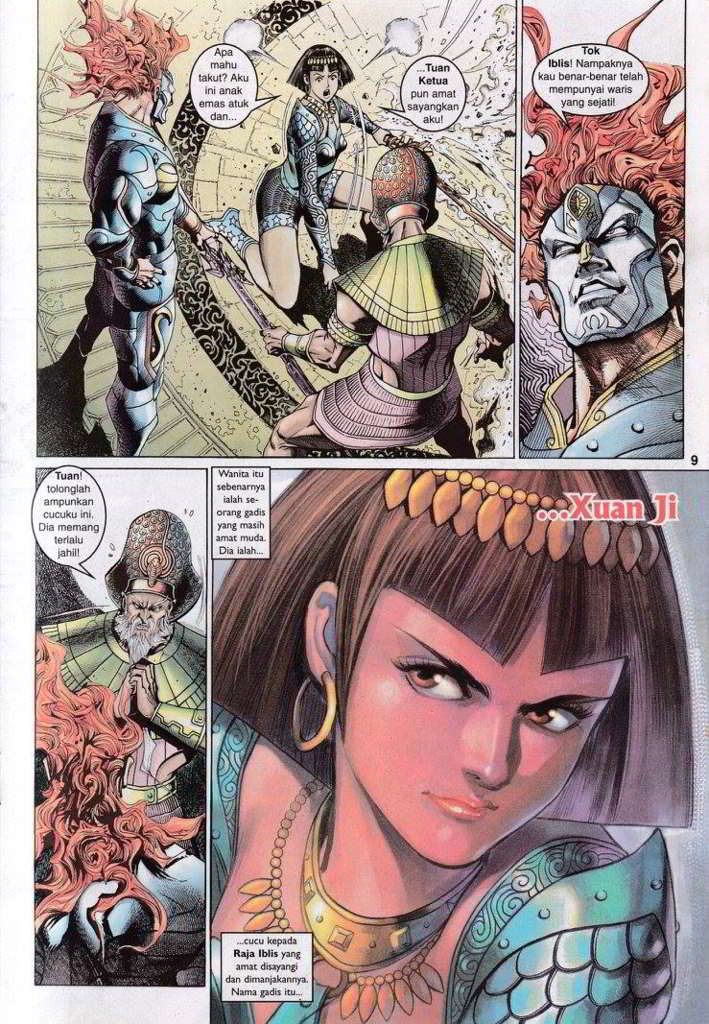 Apa
mahu
takut? Aku
ini anak
emas atuk
dan...
...Tuan
Ketua
pun amat
sayangkan
aku!
Tok
Iblis! Nampaknya
kau benar-benar telah
mempunyai waris
yang sejati!
9
Tuan!
tolonglah
ampunkan
cucuku ini.
Dia memang
terlalu
jahil!
Wanita itu
sebenarnya
ialah se-
orang gadis
yang masih
amat muda.
Dia ialah...
...Xuan Ji
...cucu kepada
Raja Iblis yang
amat disayangi
dan dimanjakannya.
Nama gadis itu...